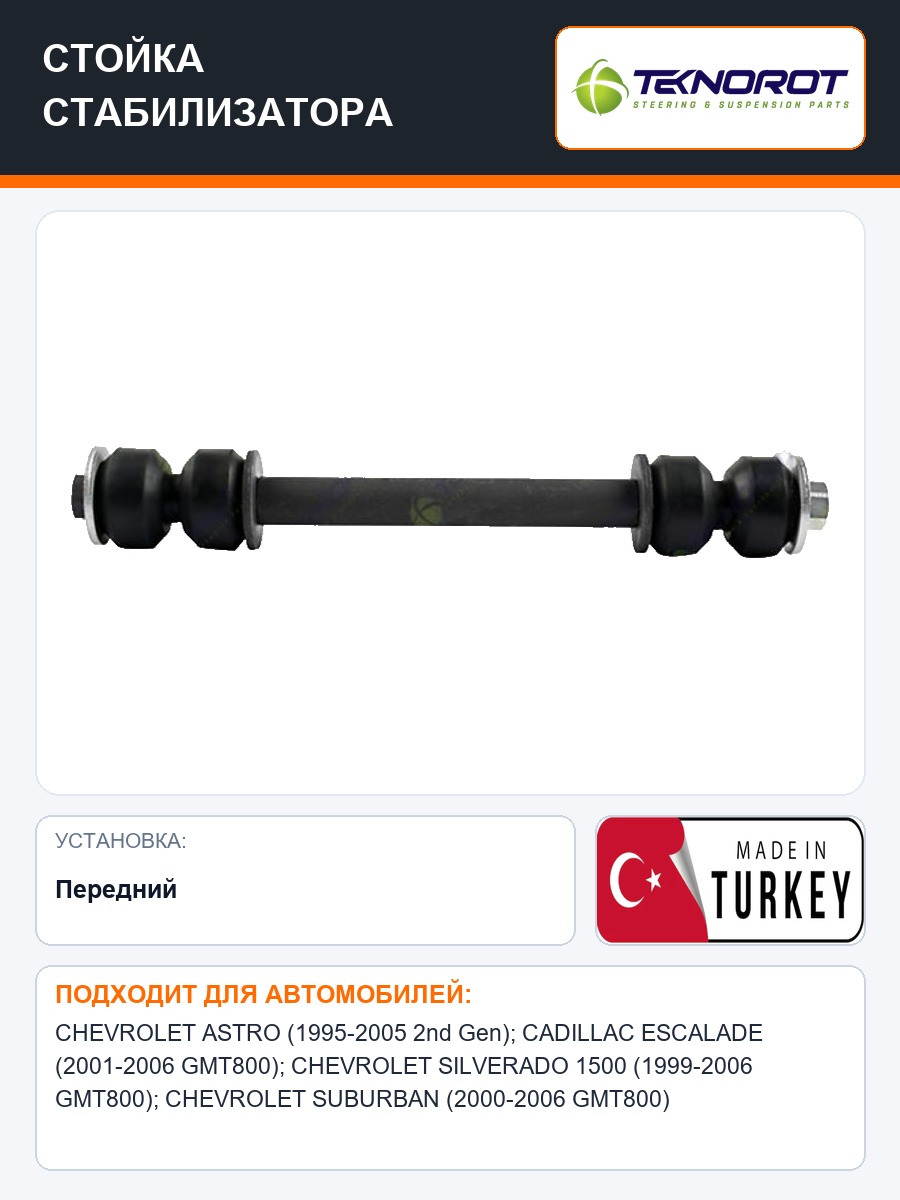 СТОЙКА
СТАБИЛИЗАТОРА
TEKNOROT
STEERING & SUSPENSION PARTS
УСТАНОВКА:
Передний
MADE IN
TURKEY
ПОДХОДИТ ДЛЯ АВТОМОБИЛЕЙ:
CHEVROLET ASTRO (1995-2005 2nd Gen); CADILLAC ESCALADE
(2001-2006 GMT800); CHEVROLET SILVERADO 1500 (1999-2006
GMT800); CHEVROLET SUBURBAN (2000-2006 GMT800)